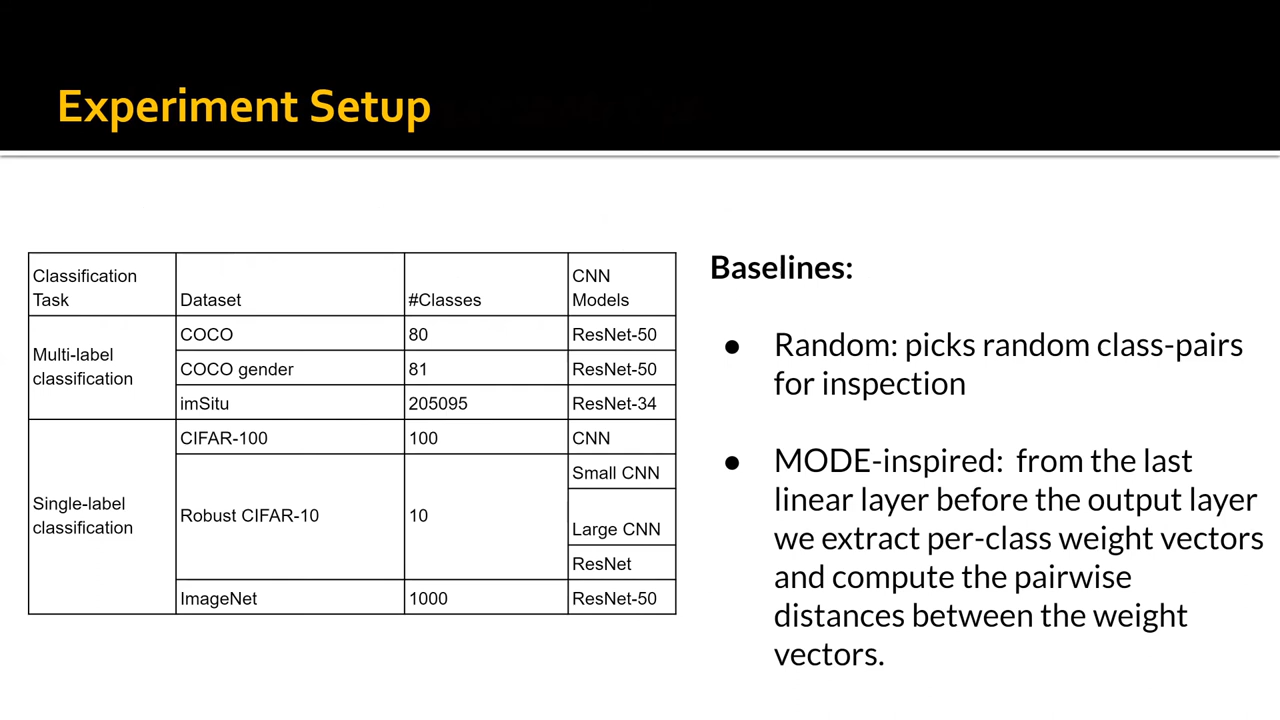 Experiment Setup
Classification
Task
Dataset
#Classes
CNN
Models
Multi-label
classification
COCO
80
ResNet-50
COCO gender
81
ResNet-50
imSitu
205095
ResNet-34
Single-label
classification
CIFAR-100
100
CNN
Robust CIFAR-10
10
Small CNN
Large CNN
ResNet
ImageNet
1000
ResNet-50
Baselines:
● Random: picks random class-pairs
for inspection
● MODE-inspired: from the last
linear layer before the output layer
we extract per-class weight vectors
and compute the pairwise
distances between the weight
vectors.